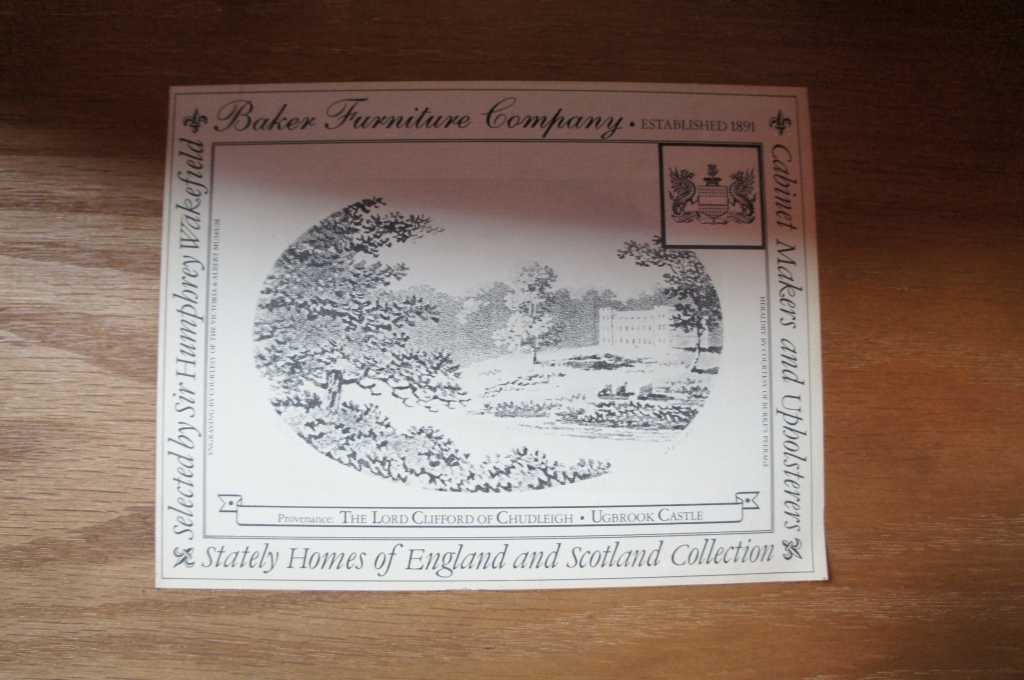 Baker Furniture Company • ESTABLISHED 1891
Cabinet Makers and Upholsterers
Selected by Sir Humphrey Wakefield
ENGRAVING BY COURTESY OF THE VICTORIA & ALBERT MUSEUM
HERALDRY BY COURTESY OF BURKE'S PEERAGE
Provenance: THE LORD CLIFFORD OF CHUDLEIGH • UGBROOK CASTLE
Stately Homes of England and Scotland Collection